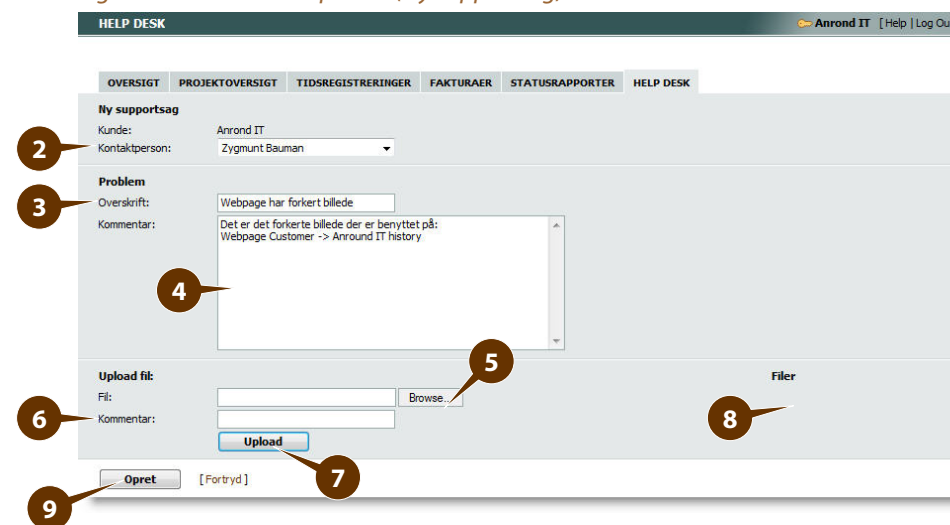 HELP DESK
Anrond IT [ Help | Log Ou
OVERSIGT PROJEKTOVERSIGT TIDSREGISTRERINGER FAKTURAER STATUSRAPPORTER HELP DESK
Ny supportsag
Kunde: Anrond IT
2 Kontaktperson: Zygmunt Bauman
Problem
3 Overskrift: Webpage har forkert billede
Kommentar: Det er det forkerte billede der er benyttet på:
Webpage Customer -> Anround IT history
4
5
Upload fil: Filer
Fil: Browse...
6 Kommentar: 8
Upload
7
Opret [ Fortryd ]
9